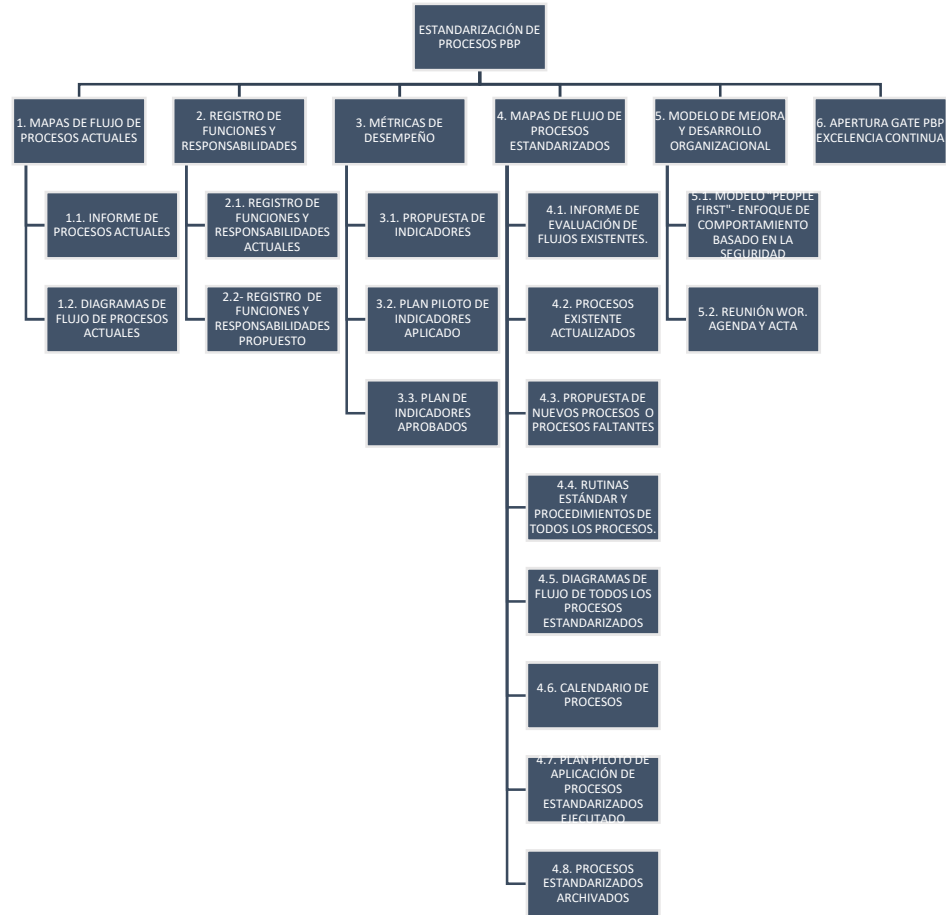 ESTANDARIZACIÓN DE
PROCESOS PBP
1. MAPAS DE FLUJO DE
PROCESOS ACTUALES
1.1. INFORME DE
PROCESOS ACTUALES
1.2. DIAGRAMAS DE
FLUJO DE PROCESOS
ACTUALES
2. REGISTRO DE
FUNCIONES Y
RESPONSABILIDADES
2.1. REGISTRO DE
FUNCIONES Y
RESPONSABILIDADES
ACTUALES
2.2- REGISTRO DE
FUNCIONES Y
RESPONSABILIDADES
PROPUESTO
3. MÉTRICAS DE
DESEMPEÑO
3.1. PROPUESTA DE
INDICADORES
3.2. PLAN PILOTO DE
INDICADORES
APLICADO
3.3. PLAN DE
INDICADORES
APROBADOS
4. MAPAS DE FLUJO DE
PROCESOS
ESTANDARIZADOS
4.1. INFORME DE
EVALUACIÓN DE
FLUJOS EXISTENTES.
4.2. PROCESOS
EXISTENTE
ACTUALIZADOS
4.3. PROPUESTA DE
NUEVOS PROCESOS O
PROCESOS FALTANTES
4.4. RUTINAS
ESTÁNDAR Y
PROCEDIMIENTOS DE
TODOS LOS PROCESOS.
4.5. DIAGRAMAS DE
FLUJO DE TODOS LOS
PROCESOS
ESTANDARIZADOS
4.6. CALENDARIO DE
PROCESOS
4.7. PLAN PILOTO DE
APLICACIÓN DE
PROCESOS
ESTANDARIZADOS
EJECUTADO
4.8. PROCESOS
ESTANDARIZADOS
ARCHIVADOS
5. MODELO DE MEJORA
Y DESARROLLO
ORGANIZACIONAL
5.1. MODELO "PEOPLE
FIRST"- ENFOQUE DE
COMPORTAMIENTO
BASADO EN LA
SEGURIDAD
5.2. REUNIÓN WOR.
AGENDA Y ACTA
6. APERTURA GATE PBP
EXCELENCIA CONTINUA